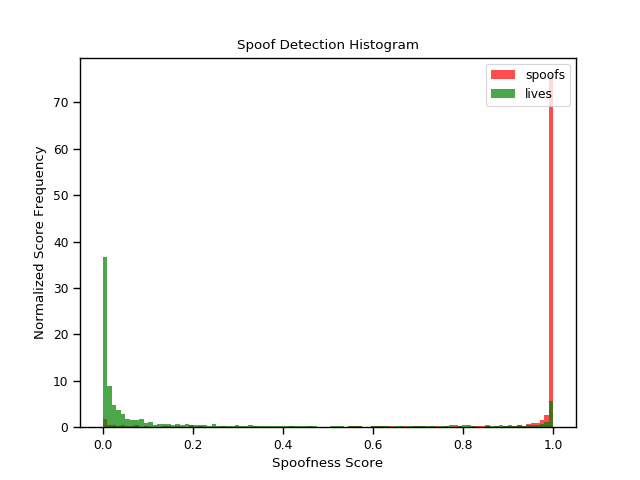 Spoof Detection Histogram
spoofs
lives
Normalized Score Frequency
70
60
50
40
30
20
10
0
0.0 0.2 0.4 0.6 0.8 1.0
Spoofness Score